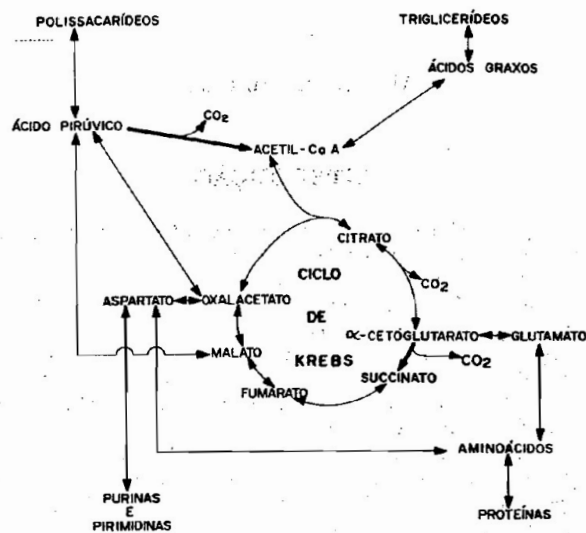 POLISSACARÍDEOS
TRIGLICERÍDEOS
ÁCIDOS GRAXOS
CO2
ÁCIDO PIRÚVICO
ACETIL-CoA
CITRATO
CICLO
CO2
ASPARTATO
OXALACETATO
DE
∝-CETOGLUTARATO
GLUTAMATO
MALATO
KREBS
CO2
SUCCINATO
FUMARATO
AMINOÁCIDOS
PURINAS
E
PIRIMIDINAS
PROTEÍNAS